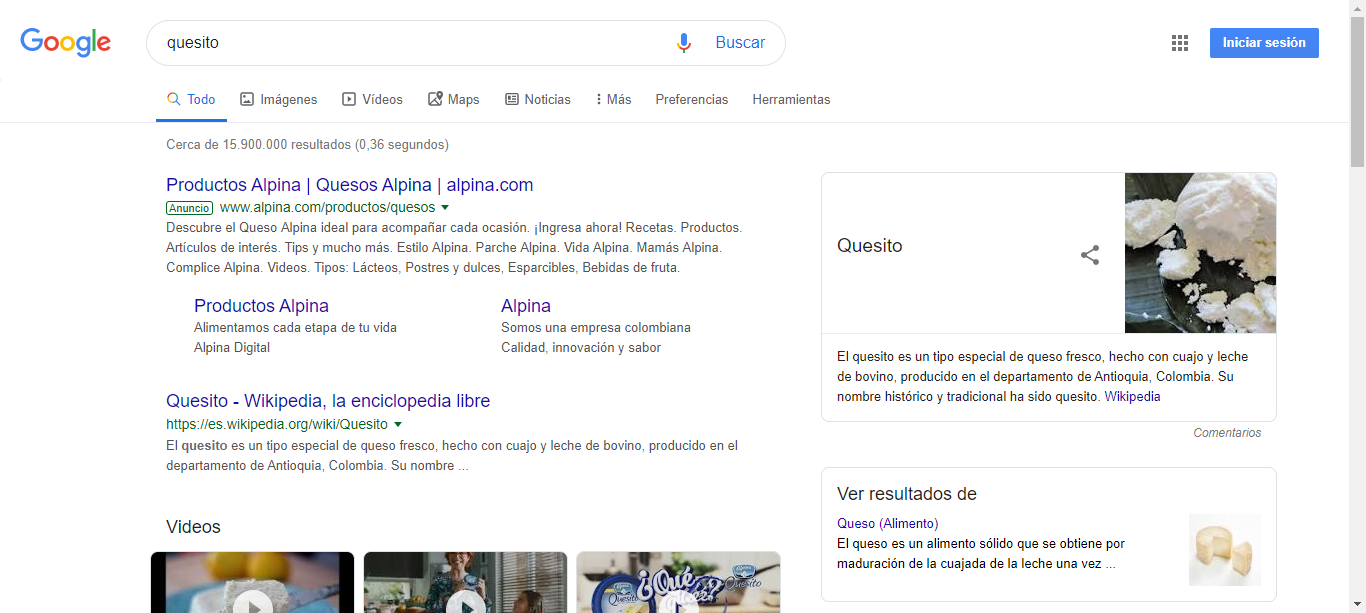 Google
quesito
Buscar
Iniciar sesión
Todo
Imágenes
Vídeos
Maps
Noticias
Más
Preferencias
Herramientas
Cerca de 15.900.000 resultados (0,36 segundos)
Productos Alpina | Quesos Alpina | alpina.com
Anuncio www.alpina.com/productos/quesos
Descubre el Queso Alpina ideal para acompañar cada ocasión. ¡Ingresa ahora! Recetas. Productos.
Artículos de interés. Tips y mucho más. Estilo Alpina. Parche Alpina. Vida Alpina. Mamás Alpina.
Complice Alpina. Videos. Tipos: Lácteos, Postres y dulces, Esparcibles, Bebidas de fruta.
Productos Alpina
Alimentamos cada etapa de tu vida
Alpina Digital
Alpina
Somos una empresa colombiana
Calidad, innovación y sabor
Quesito - Wikipedia, la enciclopedia libre
https://es.wikipedia.org/wiki/Quesito
El quesito es un tipo especial de queso fresco, hecho con cuajo y leche de bovino, producido en el
departamento de Antioquia, Colombia. Su nombre ...
Videos
¿Qué
Quesito
Quesito
Quesito
El quesito es un tipo especial de queso fresco, hecho con cuajo y leche
de bovino, producido en el departamento de Antioquia, Colombia. Su
nombre histórico y tradicional ha sido quesito. Wikipedia
Comentarios
Ver resultados de
Queso (Alimento)
El queso es un alimento sólido que se obtiene por
maduración de la cuajada de la leche una vez ...